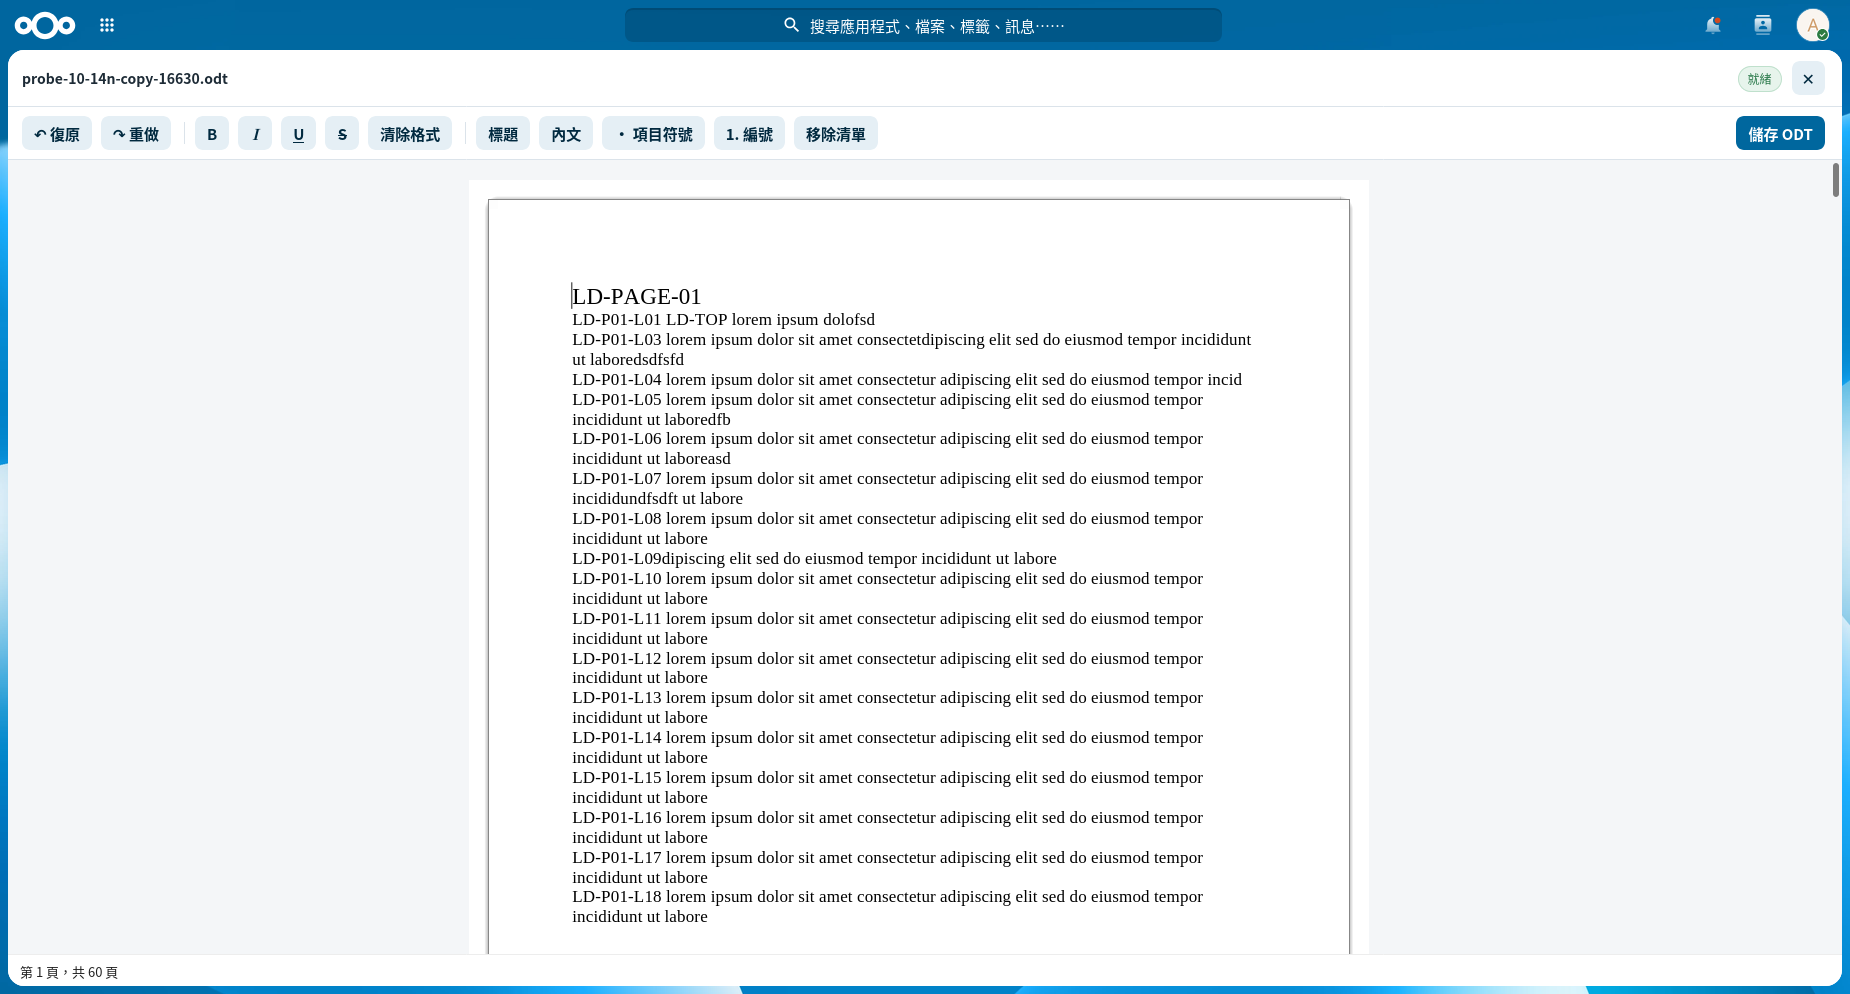 搜尋應用程式、檔案、標籤、訊息……
A
probe-10-14n-copy-16630.odt
就緒
×
↶ 復原 ↷ 重做 B I U S 清除格式 標題 內文 • 項目符號 1. 編號 移除清單 儲存 ODT
LD-PAGE-01
LD-P01-L01 LD-TOP lorem ipsum dolofsd
LD-P01-L03 lorem ipsum dolor sit amet consectetdipiscing elit sed do eiusmod tempor incididunt
ut laboredsdfsfd
LD-P01-L04 lorem ipsum dolor sit amet consectetur adipiscing elit sed do eiusmod tempor incid
LD-P01-L05 lorem ipsum dolor sit amet consectetur adipiscing elit sed do eiusmod tempor
incididunt ut laboredfb
LD-P01-L06 lorem ipsum dolor sit amet consectetur adipiscing elit sed do eiusmod tempor
incididunt ut laboreasd
LD-P01-L07 lorem ipsum dolor sit amet consectetur adipiscing elit sed do eiusmod tempor
incididundfsdft ut labore
LD-P01-L08 lorem ipsum dolor sit amet consectetur adipiscing elit sed do eiusmod tempor
incididunt ut labore
LD-P01-L09dipiscing elit sed do eiusmod tempor incididunt ut labore
LD-P01-L10 lorem ipsum dolor sit amet consectetur adipiscing elit sed do eiusmod tempor
incididunt ut labore
LD-P01-L11 lorem ipsum dolor sit amet consectetur adipiscing elit sed do eiusmod tempor
incididunt ut labore
LD-P01-L12 lorem ipsum dolor sit amet consectetur adipiscing elit sed do eiusmod tempor
incididunt ut labore
LD-P01-L13 lorem ipsum dolor sit amet consectetur adipiscing elit sed do eiusmod tempor
incididunt ut labore
LD-P01-L14 lorem ipsum dolor sit amet consectetur adipiscing elit sed do eiusmod tempor
incididunt ut labore
LD-P01-L15 lorem ipsum dolor sit amet consectetur adipiscing elit sed do eiusmod tempor
incididunt ut labore
LD-P01-L16 lorem ipsum dolor sit amet consectetur adipiscing elit sed do eiusmod tempor
incididunt ut labore
LD-P01-L17 lorem ipsum dolor sit amet consectetur adipiscing elit sed do eiusmod tempor
incididunt ut labore
LD-P01-L18 lorem ipsum dolor sit amet consectetur adipiscing elit sed do eiusmod tempor
incididunt ut labore
第 1 頁，共 60 頁